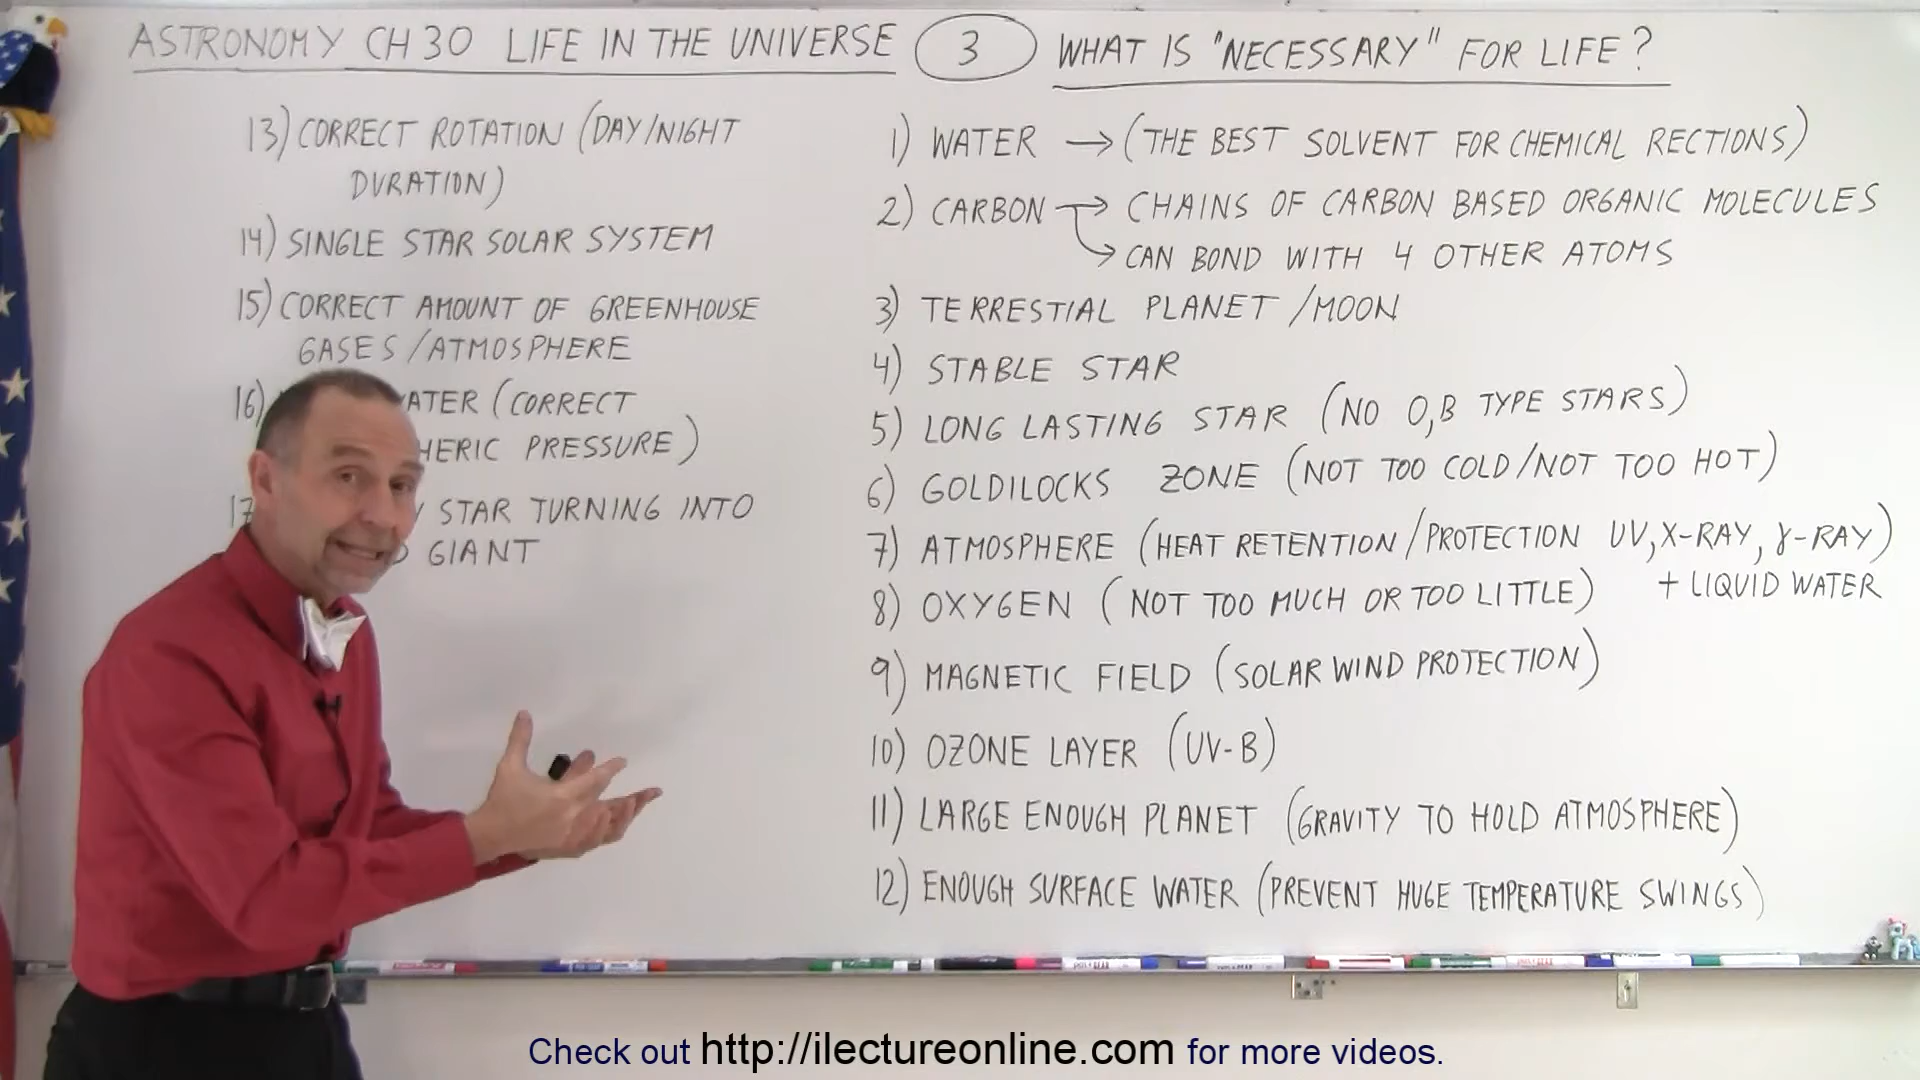 ASTRONOMY CH 30 LIFE IN THE UNIVERSE 3 WHAT IS "NECESSARY" FOR LIFE?
13) CORRECT ROTATION (DAY/NIGHT
DURATION)
14) SINGLE STAR SOLAR SYSTEM
15) CORRECT AMOUNT OF GREENHOUSE
GASES/ATMOSPHERE
16) ATER (CORRECT
HERIC PRESSURE)
17 STAR TURNING INTO
GIANT
1) WATER → (THE BEST SOLVENT FOR CHEMICAL RECTIONS)
2) CARBON → CHAINS OF CARBON BASED ORGANIC MOLECULES
→ CAN BOND WITH 4 OTHER ATOMS
3) TERRESTIAL PLANET /MOON
4) STABLE STAR
5) LONG LASTING STAR (NO O,B TYPE STARS)
6) GOLDILOCKS ZONE (NOT TOO COLD/NOT TOO HOT)
7) ATMOSPHERE (HEAT RETENTION/PROTECTION UV, X-RAY, γ-RAY)
+ LIQUID WATER
8) OXYGEN (NOT TOO MUCH OR TOO LITTLE)
9) MAGNETIC FIELD (SOLAR WIND PROTECTION)
10) OZONE LAYER (UV-B)
11) LARGE ENOUGH PLANET (GRAVITY TO HOLD ATMOSPHERE)
12) ENOUGH SURFACE WATER (PREVENT HUGE TEMPERATURE SWINGS)
Check out http://ilectureonline.com for more videos.